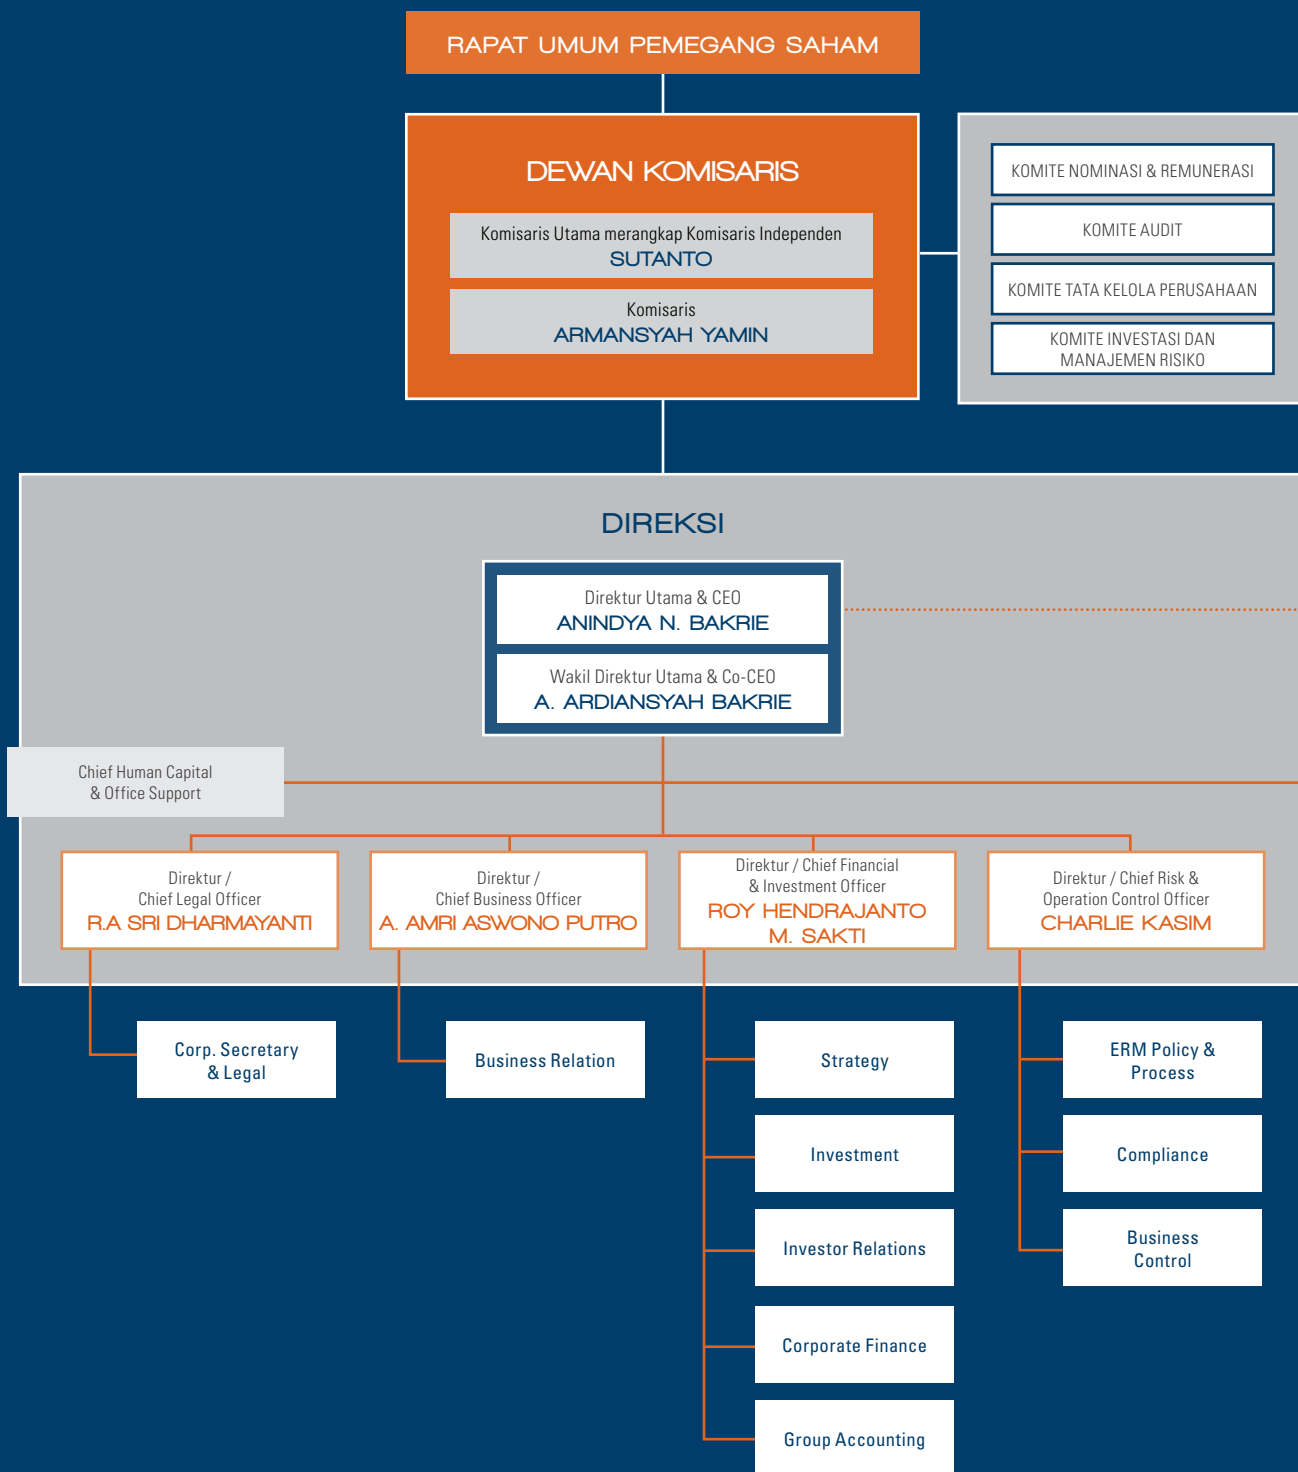 RAPAT UMUM PEMEGANG SAHAM
DEWAN KOMISARIS
Komisaris Utama merangkap Komisaris Independen
SUTANTO
Komisaris
ARMANSYAH YAMIN
KOMITE NOMINASI & REMUNERASI
KOMITE AUDIT
KOMITE TATA KELOLA PERUSAHAAN
KOMITE INVESTASI DAN
MANAJEMEN RISIKO
DIREKSI
Direktur Utama & CEO
ANINDYA N. BAKRIE
Wakil Direktur Utama & Co-CEO
A. ARDIANSYAH BAKRIE
Chief Human Capital
& Office Support
Direktur /
Chief Legal Officer
R.A SRI DHARMAYANTI
Direktur /
Chief Business Officer
A. AMRI ASWONO PUTRO
Direktur / Chief Financial
& Investment Officer
ROY HENDRAJANTO
M. SAKTI
Direktur / Chief Risk &
Operation Control Officer
CHARLIE KASIM
Corp. Secretary
& Legal
Business Relation
Strategy
Investment
Investor Relations
Corporate Finance
Group Accounting
ERM Policy &
Process
Compliance
Business
Control